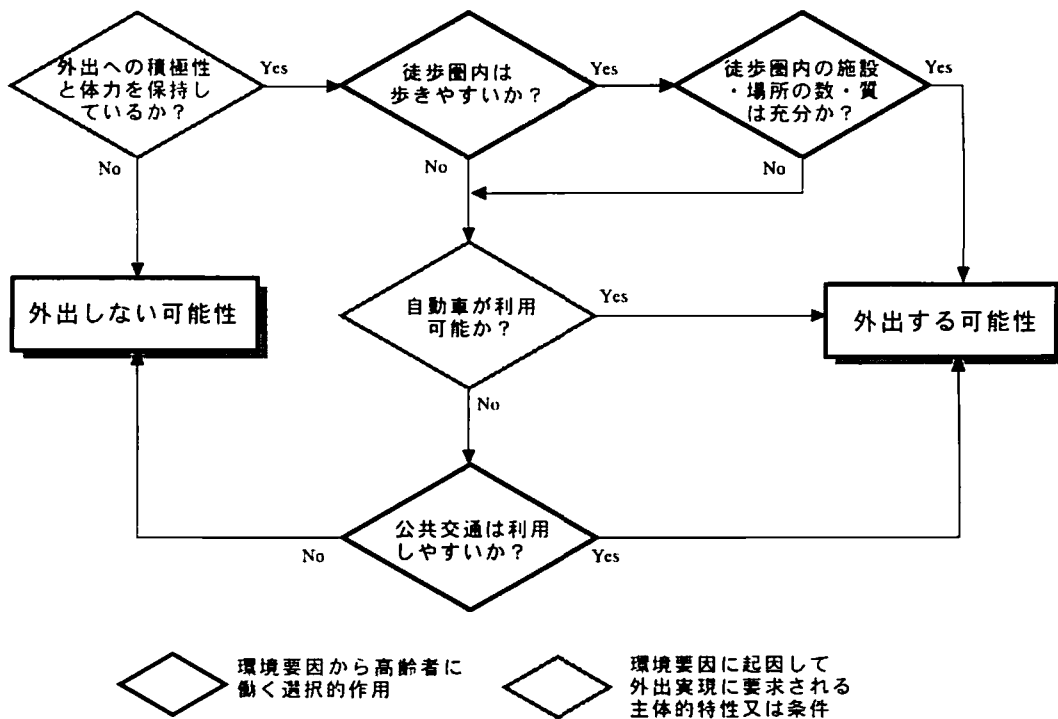 外出への積極性
と体力を保持し
ているか?
Yes
No
徒歩圏内は
歩きやすいか?
Yes
No
徒歩圏内の施設
・場所の数・質
は充分か?
Yes
No
外出しない可能性
自動車が利用
可能か?
Yes
No
外出する可能性
公共交通は利用
しやすいか?
No
Yes
環境要因から高齢者に
働く選択的作用
環境要因に起因して
外出実現に要求される
主体的特性又は条件